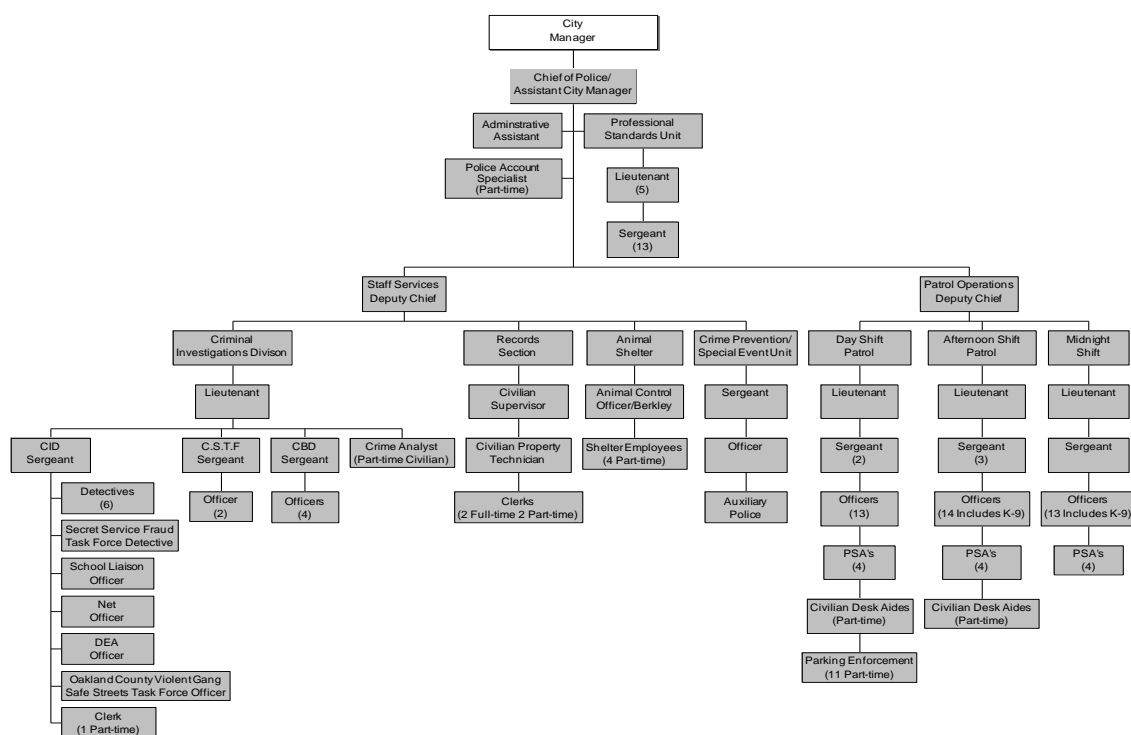 City
Manager
Chief of Police/
Assistant City Manager
Adminstrative
Assistant
Professional
Standards Unit
Police Account
Specialist
(Part-time)
Lieutenant
(5)
Sergeant
(13)
Staff Services
Deputy Chief
Patrol Operations
Deputy Chief
Criminal
Investigations Divison
Records
Section
Animal
Shelter
Crime Prevention/
Special Event Unit
Day Shift
Patrol
Afternoon Shift
Patrol
Midnight
Shift
Lieutenant
Civilian
Supervisor
Animal Control
Officer/Berkley
Sergeant
Lieutenant
Lieutenant
Lieutenant
CID
Sergeant
C.S.T.F
Sergeant
CBD
Sergeant
Crime Analyst
(Part-time Civilian)
Civilian Property
Technician
Shelter Employees
(4 Part-time)
Officer
Sergeant
(2)
Sergeant
(3)
Sergeant
Detectives
(6)
Officer
(2)
Officers
(4)
Clerks
(2 Full-time 2 Part-time)
Auxiliary
Police
Officers
(13)
Officers
(14 Includes K-9)
Officers
(13 Includes K-9)
Secret Service Fraud
Task Force Detective
PSA's
(4)
PSA's
(4)
PSA's
(4)
School Liaison
Officer
Net
Officer
Civilian Desk Aides
(Part-time)
Civilian Desk Aides
(Part-time)
DEA
Officer
Parking Enforcement
(11 Part-time)
Oakland County Violent Gang
Safe Streets Task Force Officer
Clerk
(1 Part-time)